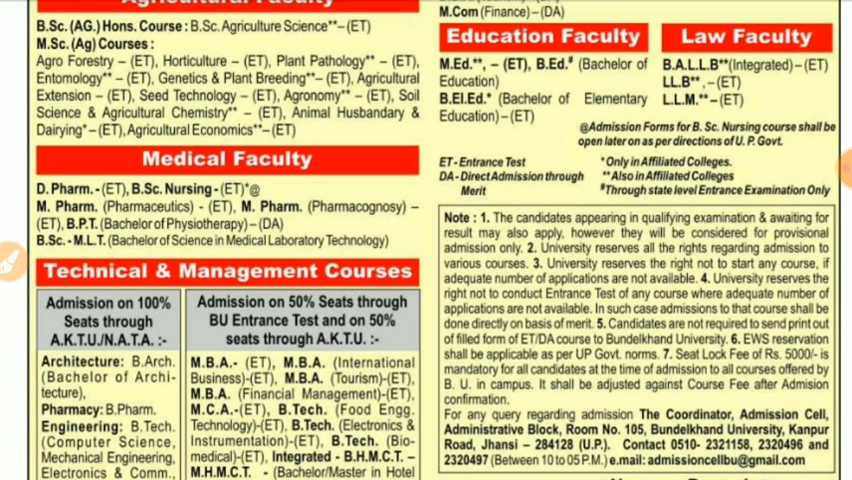 Agricultural Faculty
B.Sc. (AG.) Hons. Course : B.Sc. Agriculture Science**– (ET)
M.Sc. (Ag) Courses :
Agro Forestry – (ET), Horticulture – (ET), Plant Pathology** – (ET),
Entomology** – (ET), Genetics & Plant Breeding**– (ET), Agricultural
Extension – (ET), Seed Technology – (ET), Agronomy** – (ET), Soil
Science & Agricultural Chemistry** – (ET), Animal Husbandry &
Dairying*– (ET), Agricultural Economics**–(ET)
Medical Faculty
D. Pharm. - (ET), B.Sc. Nursing - (ET)*@
M. Pharm. (Pharmaceutics) - (ET), M. Pharm. (Pharmacognosy) –
(ET), B.P.T. (Bachelor of Physiotherapy) – (DA)
B.Sc. - M.L.T. (Bachelor of Science in Medical Laboratory Technology)
Technical & Management Courses
Admission on 100%
Seats through
A.K.T.U./N.A.T.A. :-
Architecture: B.Arch.
(Bachelor of Archi-
tecture),
Pharmacy: B.Pharm.
Engineering: B.Tech.
(Computer Science,
Mechanical Engineering,
Electronics & Comm.,
Admission on 50% Seats through
BU Entrance Test and on 50%
seats through A.K.T.U. :-
M.B.A.- (ET), M.B.A. (International
Business)-(ET), M.B.A. (Tourism)-(ET),
M.B.A. (Financial Management)-(ET),
M.C.A.-(ET), B.Tech. (Food Engg.
Technology)-(ET), B.Tech. (Electronics &
Instrumentation)-(ET), B.Tech. (Bio-
medical)-(ET), Integrated - B.H.M.C.T. –
M.H.M.C.T. - (Bachelor/Master in Hotel
M.Com (Finance) – (DA)
Education Faculty
M.Ed.**, – (ET), B.Ed.# (Bachelor of
Education)
B.El.Ed.* (Bachelor of Elementary
Education) – (ET)
Law Faculty
B.A.L.L.B**(Integrated) – (ET)
LL.B**, – (ET)
L.L.M.** – (ET)
@Admission Forms for B. Sc. Nursing course shall be
open later on as per directions of U. P. Govt.
ET - Entrance Test
DA - Direct Admission through
Merit
*Only in Affiliated Colleges.
**Also in Affiliated Colleges
#Through state level Entrance Examination Only
Note : 1. The candidates appearing in qualifying examination & awaiting for
result may also apply, however they will be considered for provisional
admission only. 2. University reserves all the rights regarding admission to
various courses. 3. University reserves the right not to start any course, if
adequate number of applications are not available. 4. University reserves the
right not to conduct Entrance Test of any course where adequate number of
applications are not available. In such case admissions to that course shall be
done directly on basis of merit. 5. Candidates are not required to send print out
of filled form of ET/DA course to Bundelkhand University. 6. EWS reservation
shall be applicable as per UP Govt. norms. 7. Seat Lock Fee of Rs. 5000/- is
mandatory for all candidates at the time of admission to all courses offered by
B. U. in campus. It shall be adjusted against Course Fee after Admision
confirmation.
For any query regarding admission The Coordinator, Admission Cell,
Administrative Block, Room No. 105, Bundelkhand University, Kanpur
Road, Jhansi – 284128 (U.P.). Contact 0510- 2321158, 2320496 and
2320497 (Between 10 to 05 P.M.) e.mail: admissioncellbu@gmail.com